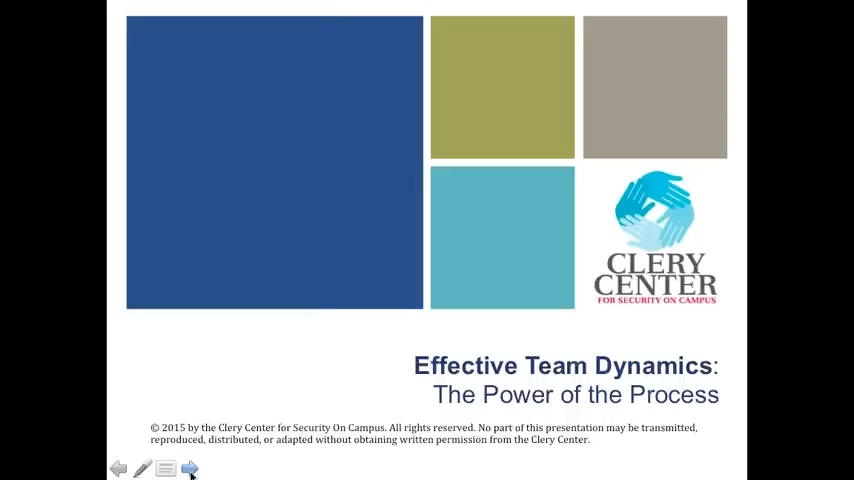 CLERY
CENTER
FOR SECURITY ON CAMPUS
Effective Team Dynamics:
The Power of the Process
© 2015 by the Clery Center for Security On Campus. All rights reserved. No part of this presentation may be transmitted,
reproduced, distributed, or adapted without obtaining written permission from the Clery Center.